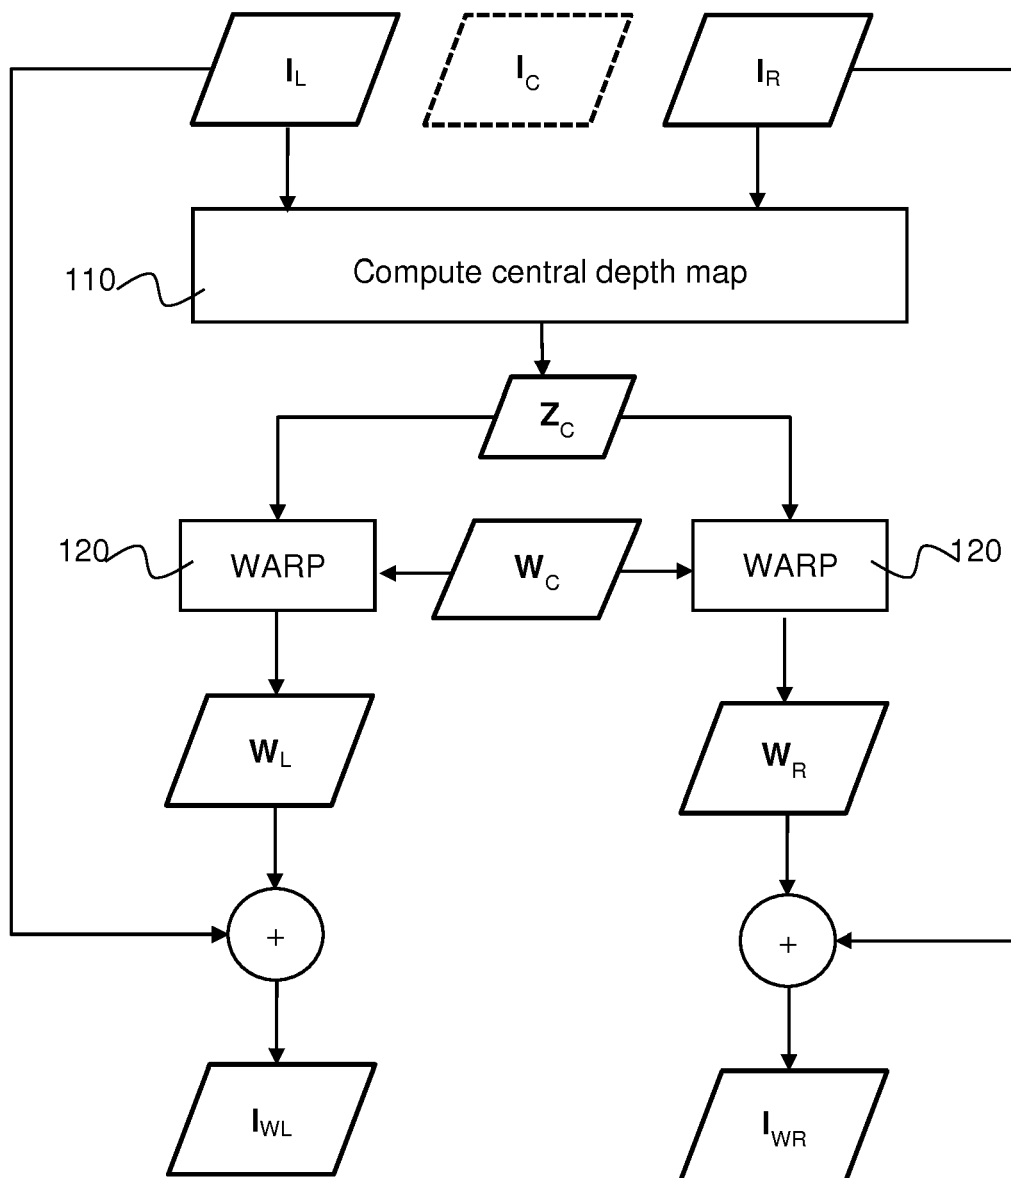 I_L
I_C
I_R
110
Compute central depth map
Z_C
120
WARP
W_C
WARP
120
W_L
W_R
+
+
I_WL
I_WR